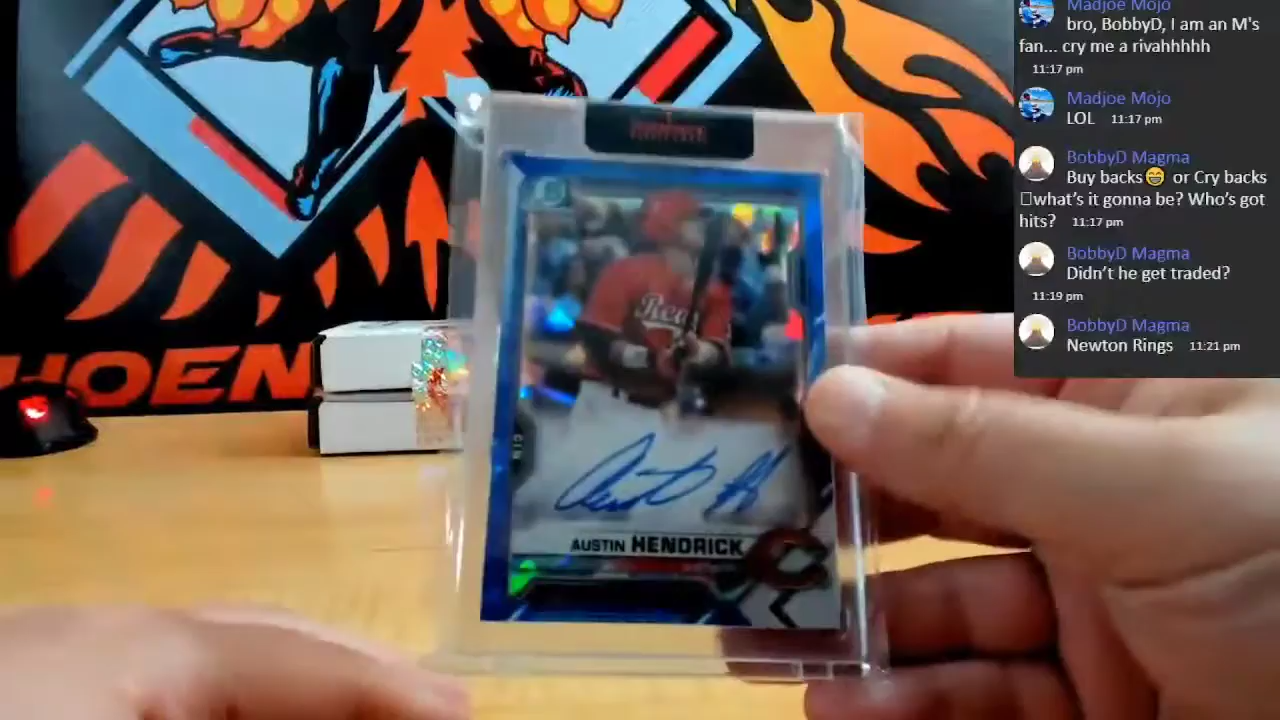 Madjoe Mojo
bro, BobbyD, I am an M's
fan... cry me a rivahhhhh
11:17 pm
Madjoe Mojo
LOL 11:17 pm
BobbyD Magma
Buy backs😁 or Cry backs
□what's it gonna be? Who's got
hits? 11:17 pm
BobbyD Magma
Didn't he get traded?
11:19 pm
BobbyD Magma
Newton Rings 11:21 pm
HOEN
Reds
AUSTIN HENDRICK